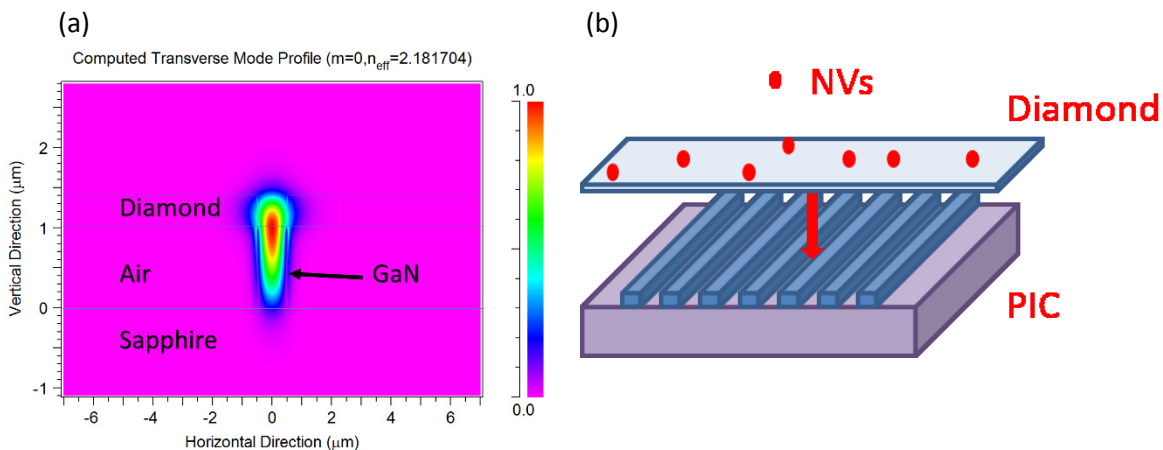 (a)
Computed Transverse Mode Profile (m=0,neff=2.181704)
Vertical Direction (μm)
2
1
0
-1
Diamond
Air
GaN
Sapphire
-6 -4 -2 0 2 4 6
Horizontal Direction (μm)
1.0
0.0
(b)
NVs
Diamond
PIC